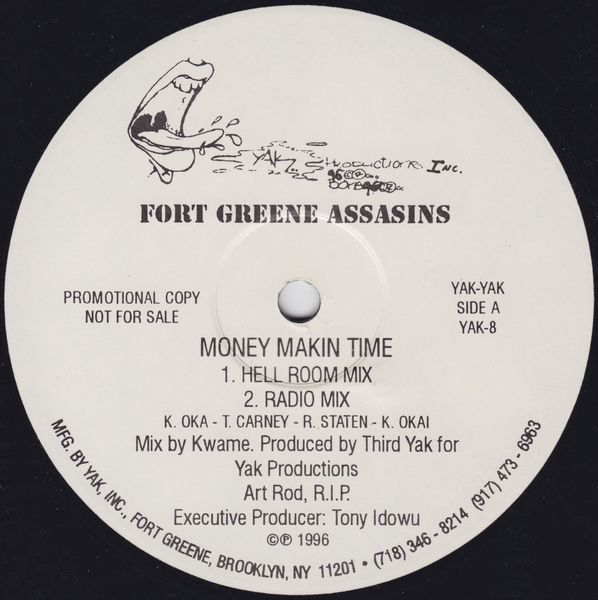 YAK PRODUCTIONS INC.
FORT GREENE ASSASINS
PROMOTIONAL COPY
NOT FOR SALE
YAK-YAK
SIDE A
YAK-8
MONEY MAKIN TIME
1. HELL ROOM MIX
2. RADIO MIX
K. OKA - T. CARNEY - R. STATEN - K. OKAI
Mix by Kwame. Produced by Third Yak for
Yak Productions
Art Rod, R.I.P.
Executive Producer: Tony Idowu
©℗ 1996
MFG. BY YAK, INC., FORT GREENE, BROOKLYN, NY 11201 • (718) 346-8214 (917) 473-6963